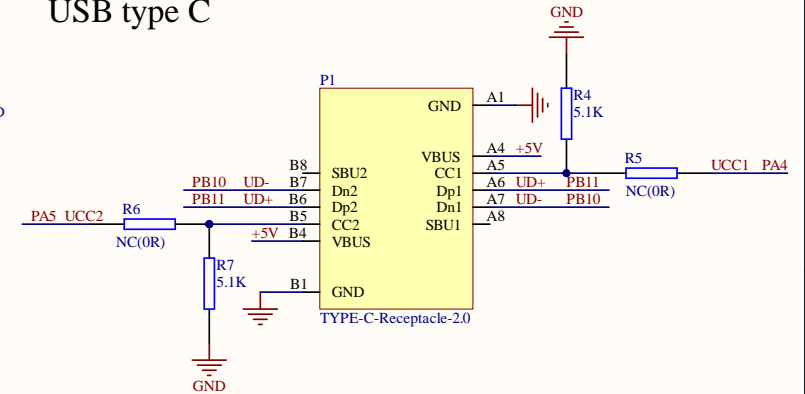 USB type C
GND
P1
GND A1
R4
5.1K
VBUS A4 +5V
CC1 A5
R5
NC(0R)
UCC1 PA4
Dp1 A6 UD+ PB11
Dn1 A7 UD- PB10
SBU1 A8
B8 SBU2
PB10 UD- B7 Dn2
PB11 UD+ B6 Dp2
PA5 UCC2
R6
NC(0R)
B5 CC2
+5V B4 VBUS
R7
5.1K
B1 GND
TYPE-C-Receptacle-2.0
GND